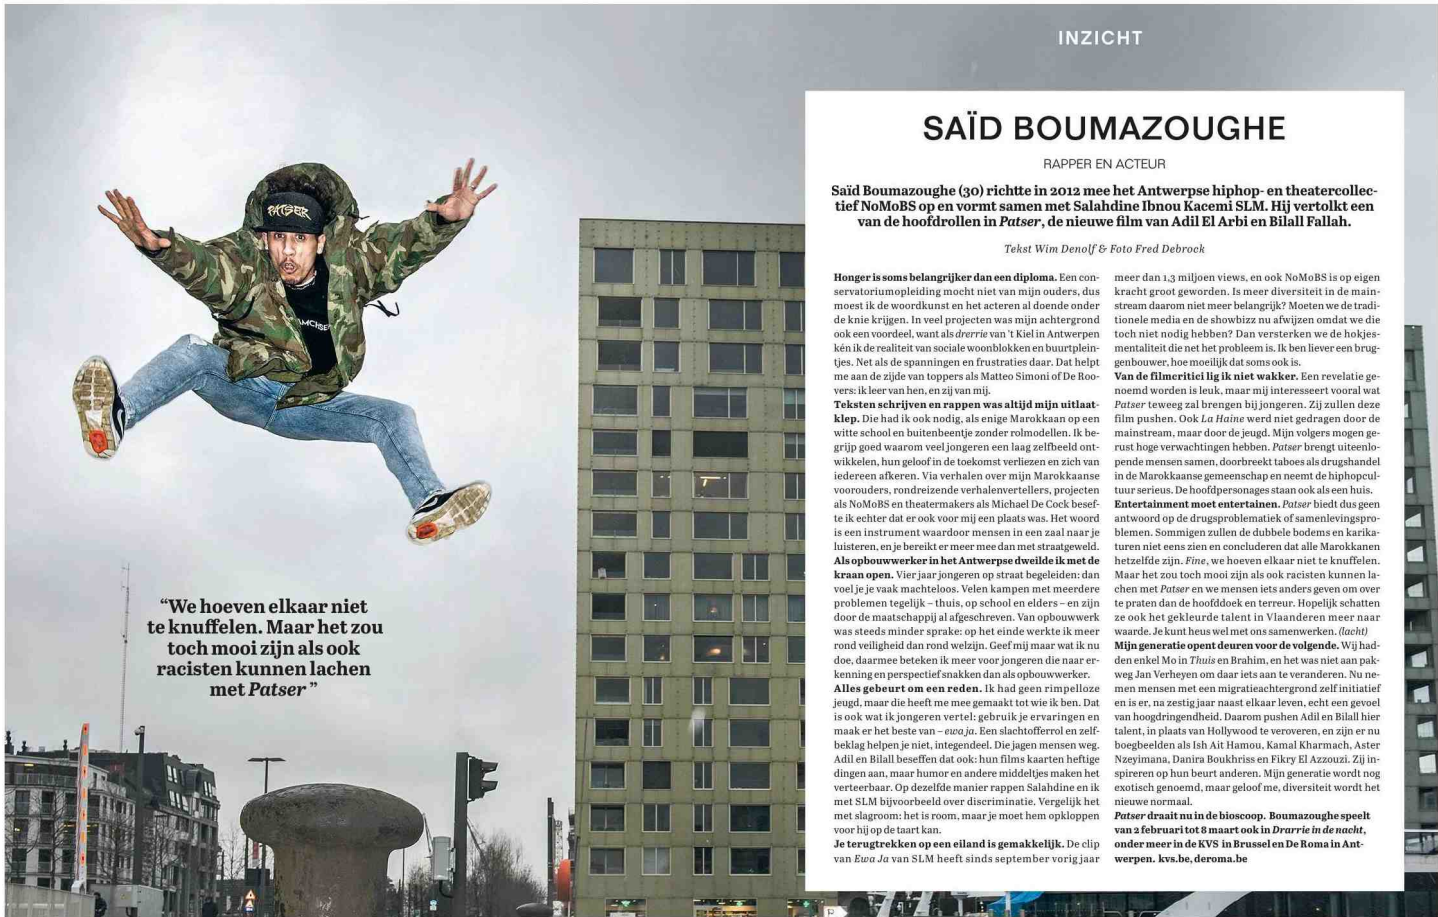 INZICHT
PATSER
“We hoeven elkaar niet
te knuffelen. Maar het zou
toch mooi zijn als ook
racisten kunnen lachen
met Patser”
SAÏD BOUMAZOUGHE
RAPPER EN ACTEUR
Saïd Boumazoughe (30) richtte in 2012 mee het Antwerpse hiphop- en theatercollec-
tief NoMoBS op en vormt samen met Salahdine Ibnou Kacemi SLM. Hij vertolkt een
van de hoofdrollen in Patser, de nieuwe film van Adil El Arbi en Bilall Fallah.
Tekst Wim Denolf & Foto Fred Debrock
Honger is soms belangrijker dan een diploma. Een con-
servatoriumopleiding mocht niet van mijn ouders, dus
moest ik de woordkunst en het acteren al doende onder
de knie krijgen. In veel projecten was mijn achtergrond
ook een voordeel, want als drerrie van 't Kiel in Antwerpen
kén ik de realiteit van sociale woonblokken en buurtplein-
tjes. Net als de spanningen en frustraties daar. Dat helpt
me aan de zijde van toppers als Matteo Simoni of De Roo-
vers: ik leer van hen, en zij van mij.
Teksten schrijven en rappen was altijd mijn uitlaat-
klep. Die had ik ook nodig, als enige Marokkaan op een
witte school en buitenbeentje zonder rolmodellen. Ik be-
grijp goed waarom veel jongeren een laag zelfbeeld ont-
wikkelen, hun geloof in de toekomst verliezen en zich van
iedereen afkeren. Via verhalen over mijn Marokkaanse
voorouders, rondreizende verhalenvertellers, projecten
als NoMoBS en theatermakers als Michael De Cock besef-
te ik echter dat er ook voor mij een plaats was. Het woord
is een instrument waardoor mensen in een zaal naar je
luisteren, en je bereikt er meer mee dan met straatgeweld.
Als opbouwwerker in het Antwerpse dweilde ik met de
kraan open. Vier jaar jongeren op straat begeleiden: dan
voel je je vaak machteloos. Velen kampen met meerdere
problemen tegelijk – thuis, op school en elders – en zijn
door de maatschappij al afgeschreven. Van opbouwwerk
was steeds minder sprake: op het einde werkte ik meer
rond veiligheid dan rond welzijn. Geef mij maar wat ik nu
doe, daarmee beteken ik meer voor jongeren die naar er-
kenning en perspectief snakken dan als opbouwwerker.
Alles gebeurt om een reden. Ik had geen rimpelloze
jeugd, maar die heeft me mee gemaakt tot wie ik ben. Dat
is ook wat ik jongeren vertel: gebruik je ervaringen en
maak er het beste van – ewa ja. Een slachtofferrol en zelf-
beklag helpen je niet, integendeel. Die jagen mensen weg.
Adil en Bilall beseffen dat ook: hun films kaarten heftige
dingen aan, maar humor en andere middeltjes maken het
verteerbaar. Op dezelfde manier rappen Salahdine en ik
met SLM bijvoorbeeld over discriminatie. Vergelijk het
met slagroom: het is room, maar je moet hem opkloppen
voor hij op de taart kan.
Je terugtrekken op een eiland is gemakkelijk. De clip
van Ewa Ja van SLM heeft sinds september vorig jaar
meer dan 1,3 miljoen views, en ook NoMoBS is op eigen
kracht groot geworden. Is meer diversiteit in de main-
stream daarom niet meer belangrijk? Moeten we de tradi-
tionele media en de showbizz nu afwijzen omdat we die
toch niet nodig hebben? Dan versterken we de hokjes-
mentaliteit die net het probleem is. Ik ben liever een brug-
genbouwer, hoe moeilijk dat soms ook is.
Van de filmcritici lig ik niet wakker. Een revelatie ge-
noemd worden is leuk, maar mij interesseert vooral wat
Patser teweeg zal brengen bij jongeren. Zij zullen deze
film pushen. Ook La Haine werd niet gedragen door de
mainstream, maar door de jeugd. Mijn volgers mogen ge-
rust hoge verwachtingen hebben. Patser brengt uiteenlo-
pende mensen samen, doorbreekt taboes als drugshandel
in de Marokkaanse gemeenschap en neemt de hiphopcul-
tuur serieus. De hoofdpersonages staan ook als een huis.
Entertainment moet entertainen. Patser biedt dus geen
antwoord op de drugsproblematiek of samenlevingspro-
blemen. Sommigen zullen de dubbele bodems en karika-
turen niet eens zien en concluderen dat alle Marokkanen
hetzelfde zijn. Fine, we hoeven elkaar niet te knuffelen.
Maar het zou toch mooi zijn als ook racisten kunnen la-
chen met Patser en we mensen iets anders geven om over
te praten dan de hoofddoek en terreur. Hopelijk schatten
ze ook het gekleurde talent in Vlaanderen meer naar
waarde. Je kunt heus wel met ons samenwerken. (lacht)
Mijn generatie opent deuren voor de volgende. Wij had-
den enkel Mo in Thuis en Brahim, en het was niet aan pak-
weg Jan Verheyen om daar iets aan te veranderen. Nu ne-
men mensen met een migratieachtergrond zelf initiatief
en is er, na zestig jaar naast elkaar leven, echt een gevoel
van hoogdringendheid. Daarom pushen Adil en Bilall hier
talent, in plaats van Hollywood te veroveren, en zijn er nu
boegbeelden als Ish Ait Hamou, Kamal Kharmach, Aster
Nzeyimana, Danira Boukhriss en Fikry El Azzouzi. Zij in-
spireren op hun beurt anderen. Mijn generatie wordt nog
exotisch genoemd, maar geloof me, diversiteit wordt het
nieuwe normaal.
Patser draait nu in de bioscoop. Boumazoughe speelt
van 2 februari tot 8 maart ook in Drarrie in de nacht,
onder meer in de KVS in Brussel en De Roma in Ant-
werpen. kvs.be, deroma.be